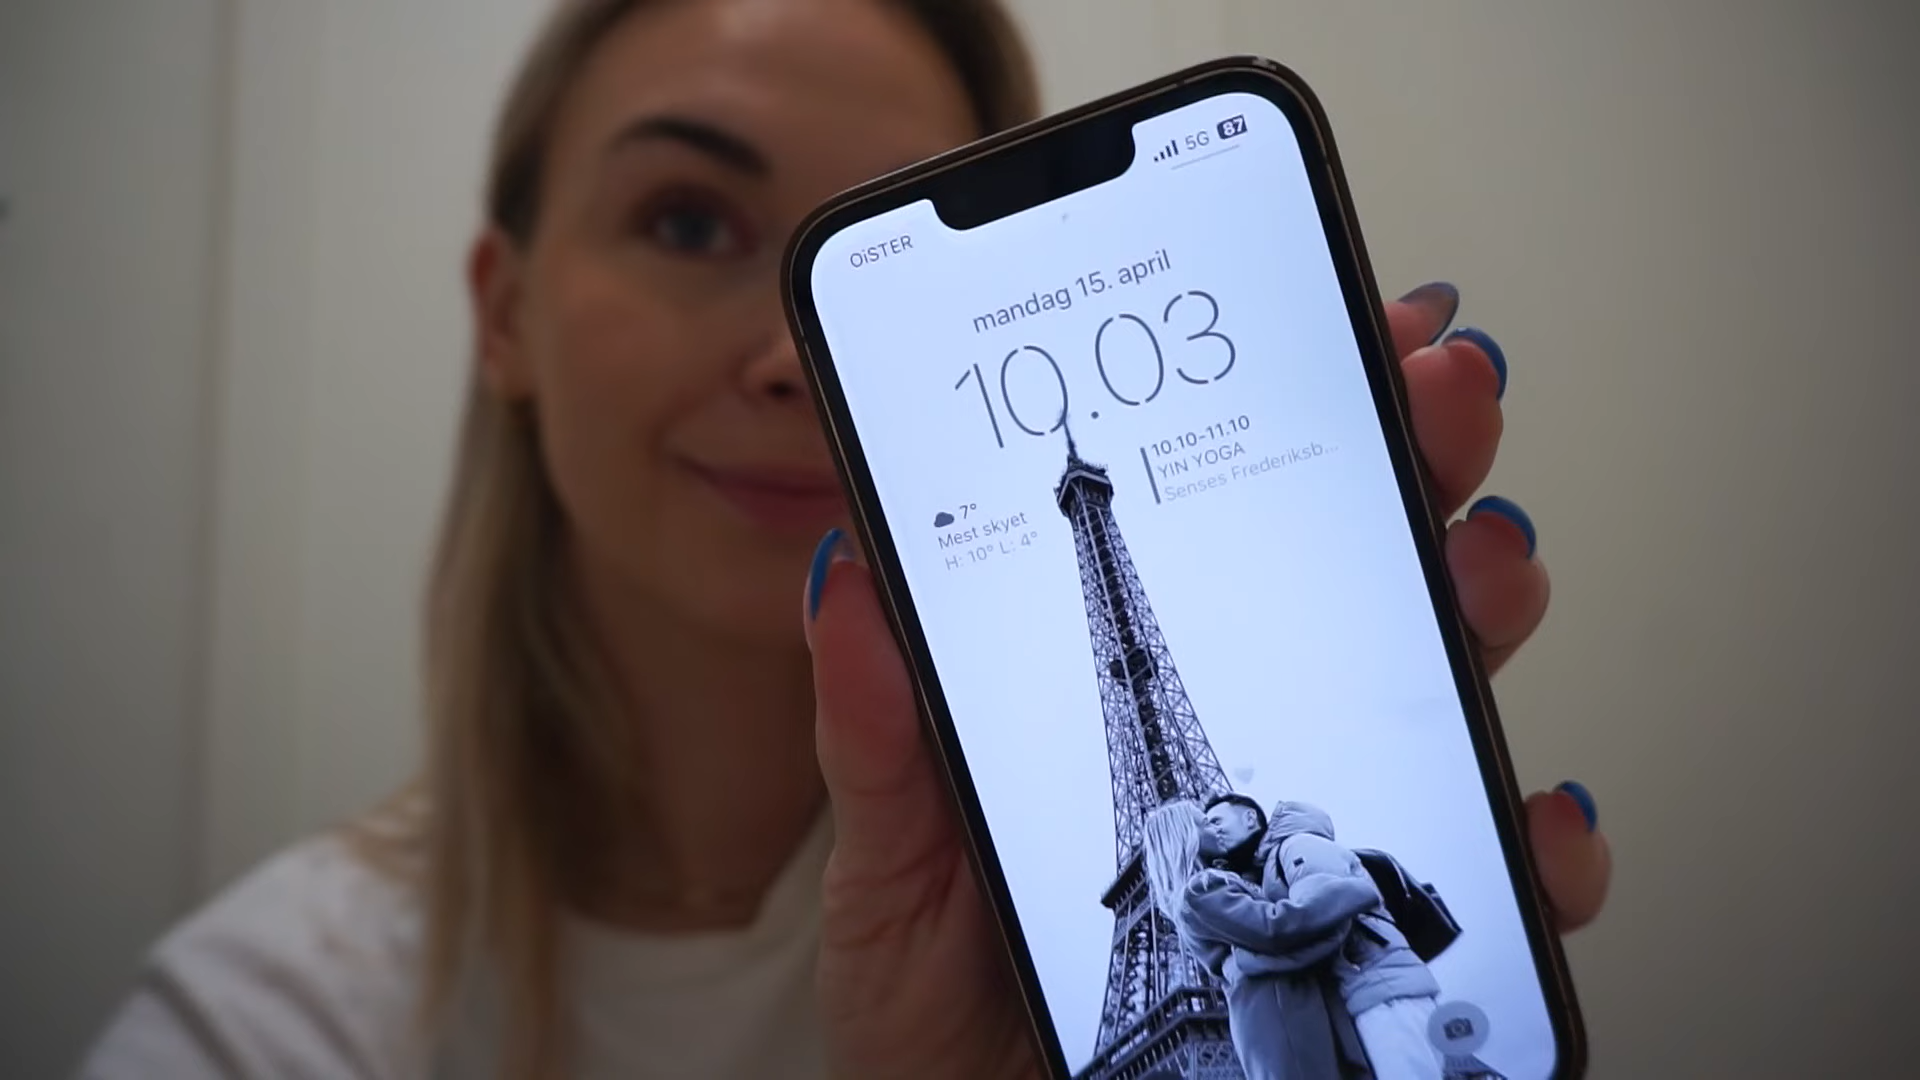 OiSTER
5G 87
mandag 15. april
10.03
10.10–11.10
YIN YOGA
Senses Frederiksb...
7°
Mest skyet
H: 10° L: 4°